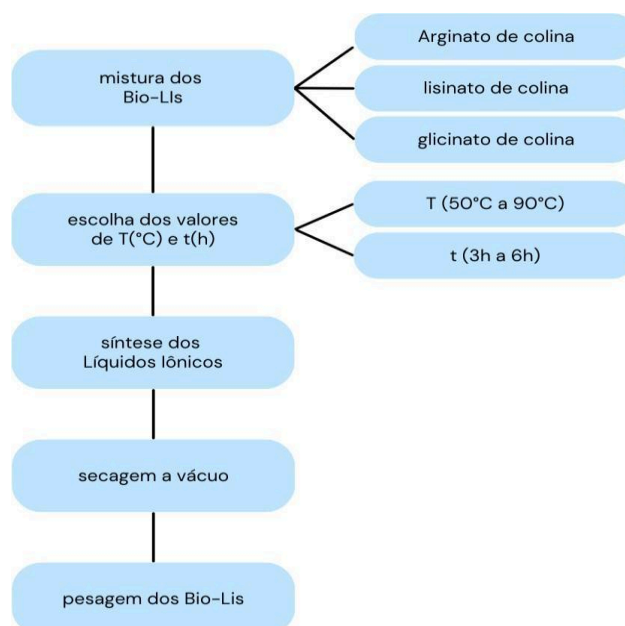 mistura dos
Bio-LIs
Arginato de colina
lisinato de colina
glicinato de colina
escolha dos valores
de T(°C) e t(h)
T (50°C a 90°C)
t (3h a 6h)
síntese dos
Líquidos Iônicos
secagem a vácuo
pesagem dos Bio-Lis